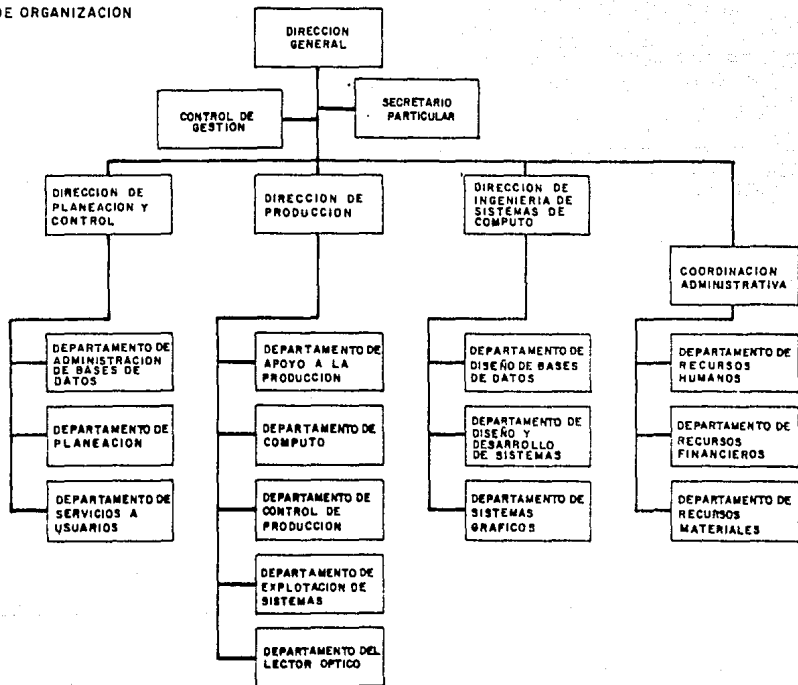 DE ORGANIZACION
DIRECCION
GENERAL
SECRETARIO
PARTICULAR
CONTROL DE
GESTION
DIRECCION DE
PLANEACION Y
CONTROL
DIRECCION DE
PRODUCCION
DIRECCION DE
INGENIERIA DE
SISTEMAS DE
COMPUTO
COORDINACION
ADMINISTRATIVA
DEPARTAMENTO DE
ADMINISTRACION
DE BASES DE
DATOS
DEPARTAMENTO DE
PLANEACION
DEPARTAMENTO DE
SERVICIOS A
USUARIOS
DEPARTAMENTO DE
APOYO A LA
PRODUCCION
DEPARTAMENTO DE
COMPUTO
DEPARTAMENTO DE
CONTROL DE
PRODUCCION
DEPARTAMENTO DE
EXPLOTACION DE
SISTEMAS
DEPARTAMENTO DEL
LECTOR OPTICO
DEPARTAMENTO DE
DISEÑO DE BASES
DE DATOS
DEPARTAMENTO DE
DISEÑO Y
DESARROLLO
DE SISTEMAS
DEPARTAMENTO DE
SISTEMAS
GRAFICOS
DEPARTAMENTO DE
RECURSOS
HUMANOS
DEPARTAMENTO DE
RECURSOS
FINANCIEROS
DEPARTAMENTO DE
RECURSOS
MATERIALES